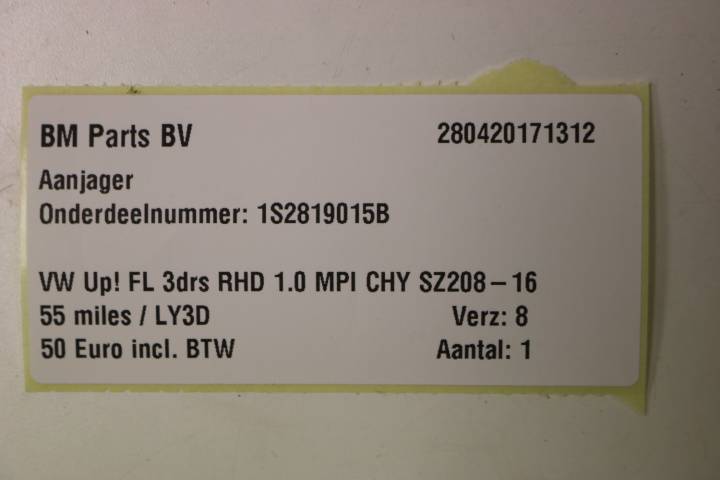 BM Parts BV 280420171312
Aanjager
Onderdeelnummer: 1S2819015B
VW Up! FL 3drs RHD 1.0 MPI CHY SZ208-16
55 miles / LY3D Verz: 8
50 Euro incl. BTW Aantal: 1